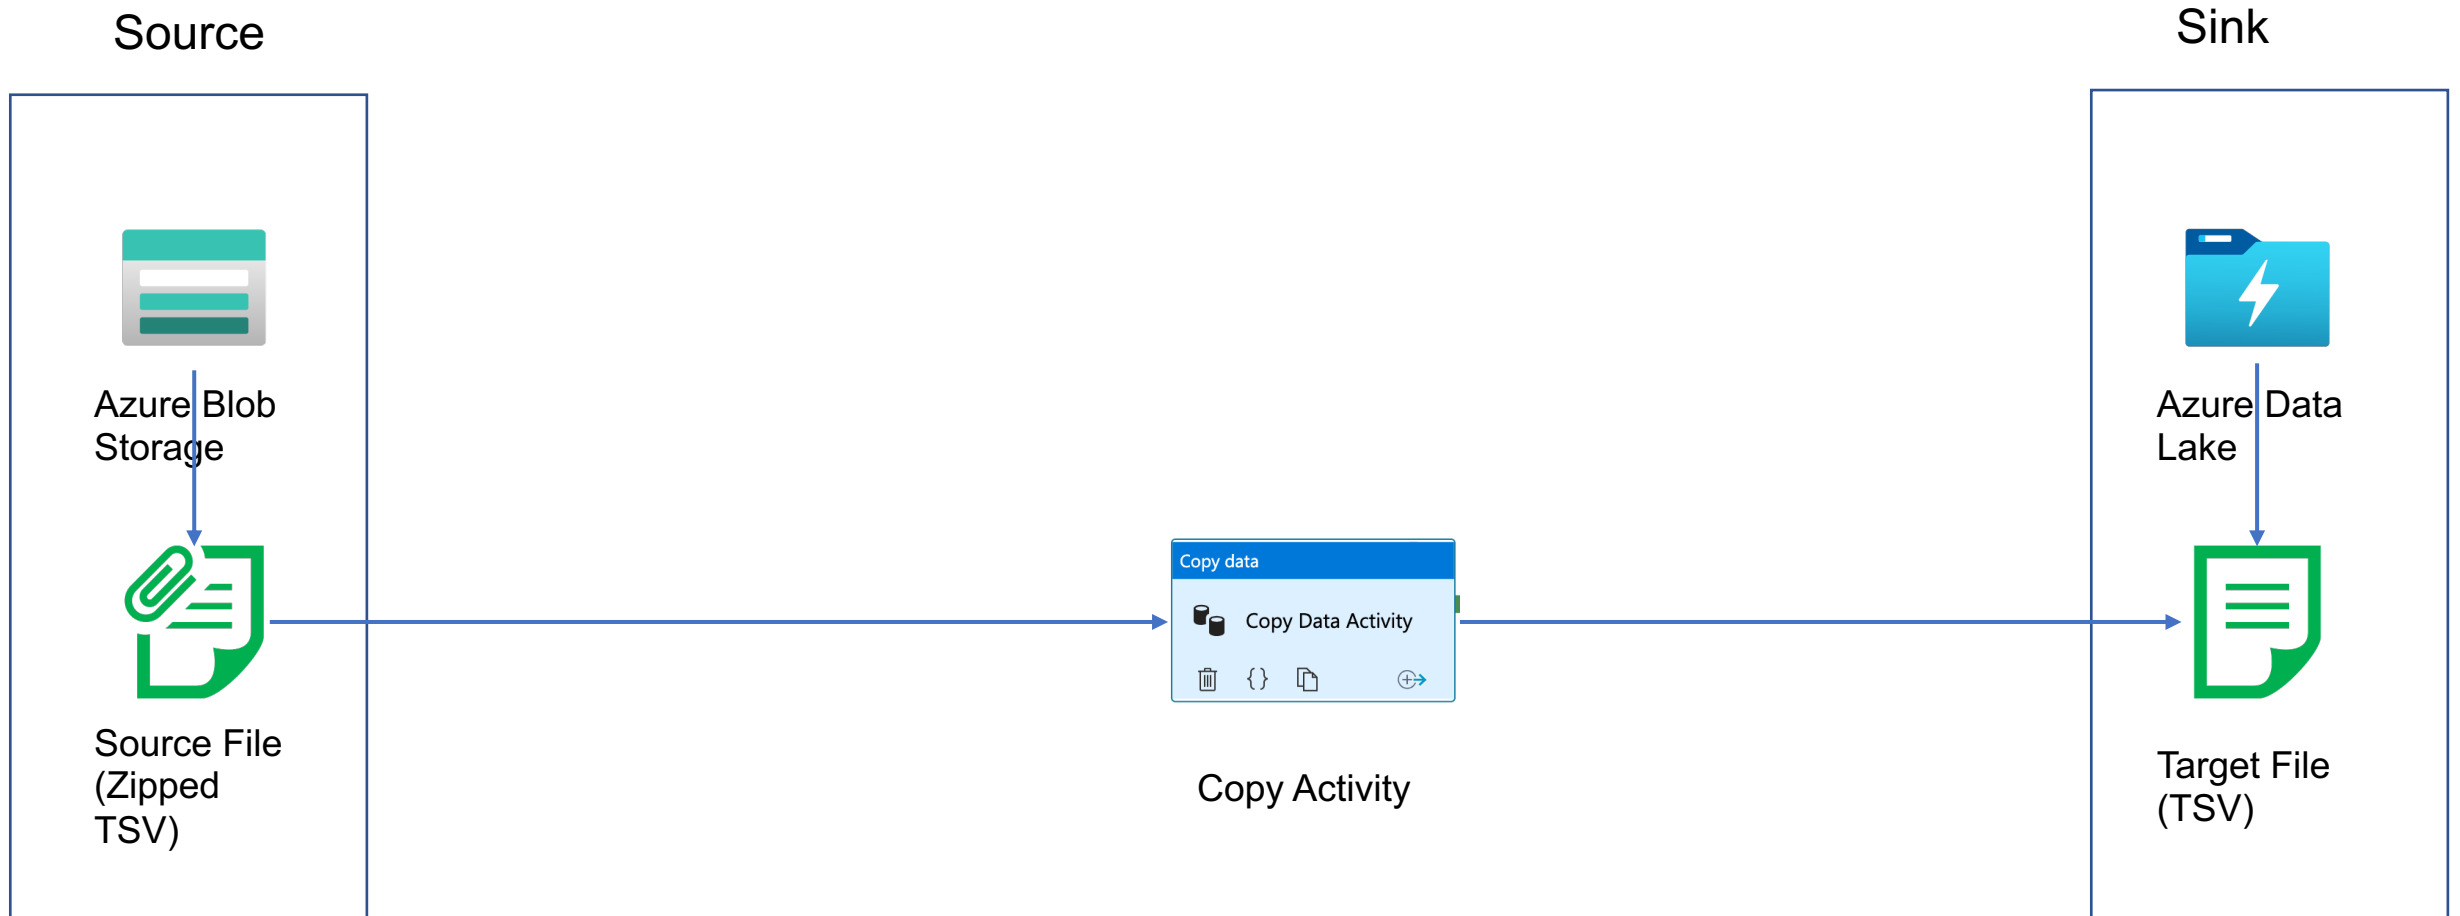 Source
Sink
Azure Blob
Storage
Azure Data
Lake
Copy data
Copy Data Activity
{}
Source File
(Zipped
TSV)
Copy Activity
Target File
(TSV)